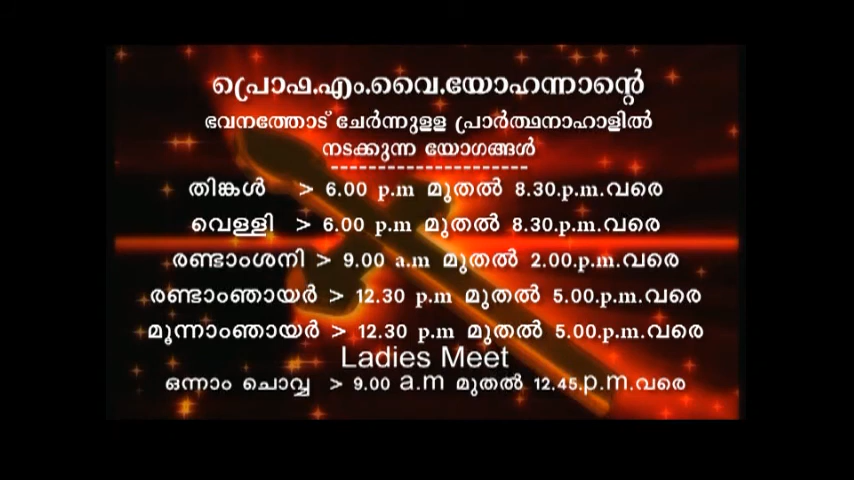 പ്രൊഫ.എം.വൈ.യോഹന്നാന്റെ
ഭവനത്തോട് ചേർന്നുളള പ്രാർത്ഥനാഹാളിൽ
നടക്കുന്ന യോഗങ്ങൾ
---------------------
തിങ്കൾ > 6.00 p.m മുതൽ 8.30.p.m.വരെ
വെള്ളി > 6.00 p.m മുതൽ 8.30.p.m.വരെ
രണ്ടാംശനി > 9.00 a.m മുതൽ 2.00.p.m.വരെ
രണ്ടാംഞായർ > 12.30 p.m മുതൽ 5.00.p.m.വരെ
മൂന്നാംഞായർ > 12.30 p.m മുതൽ 5.00.p.m.വരെ
Ladies Meet
ഒന്നാം ചൊവ്വ > 9.00 a.m മുതൽ 12.45.p.m.വരെ